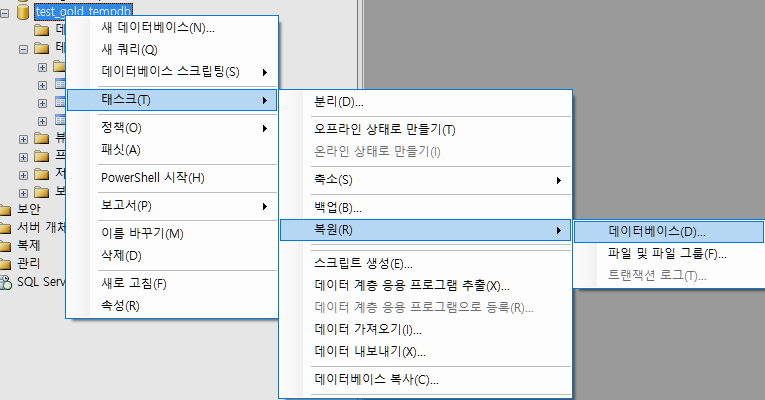 test_gold_tempdb
데
테
뷰
프
저
보
보안
서버 개체
복제
관리
SQL Serv
새 데이터베이스(N)...
새 쿼리(Q)
데이터베이스 스크립팅(S)
태스크(T)
정책(O)
패싯(A)
PowerShell 시작(H)
보고서(P)
이름 바꾸기(M)
삭제(D)
새로 고침(F)
속성(R)
분리(D)...
오프라인 상태로 만들기(T)
온라인 상태로 만들기(I)
축소(S)
백업(B)...
복원(R)
스크립트 생성(E)...
데이터 계층 응용 프로그램 추출(X)...
데이터 계층 응용 프로그램으로 등록(R)...
데이터 가져오기(I)...
데이터 내보내기(X)...
데이터베이스 복사(C)...
데이터베이스(D)...
파일 및 파일 그룹(F)...
트랜잭션 로그(T)...